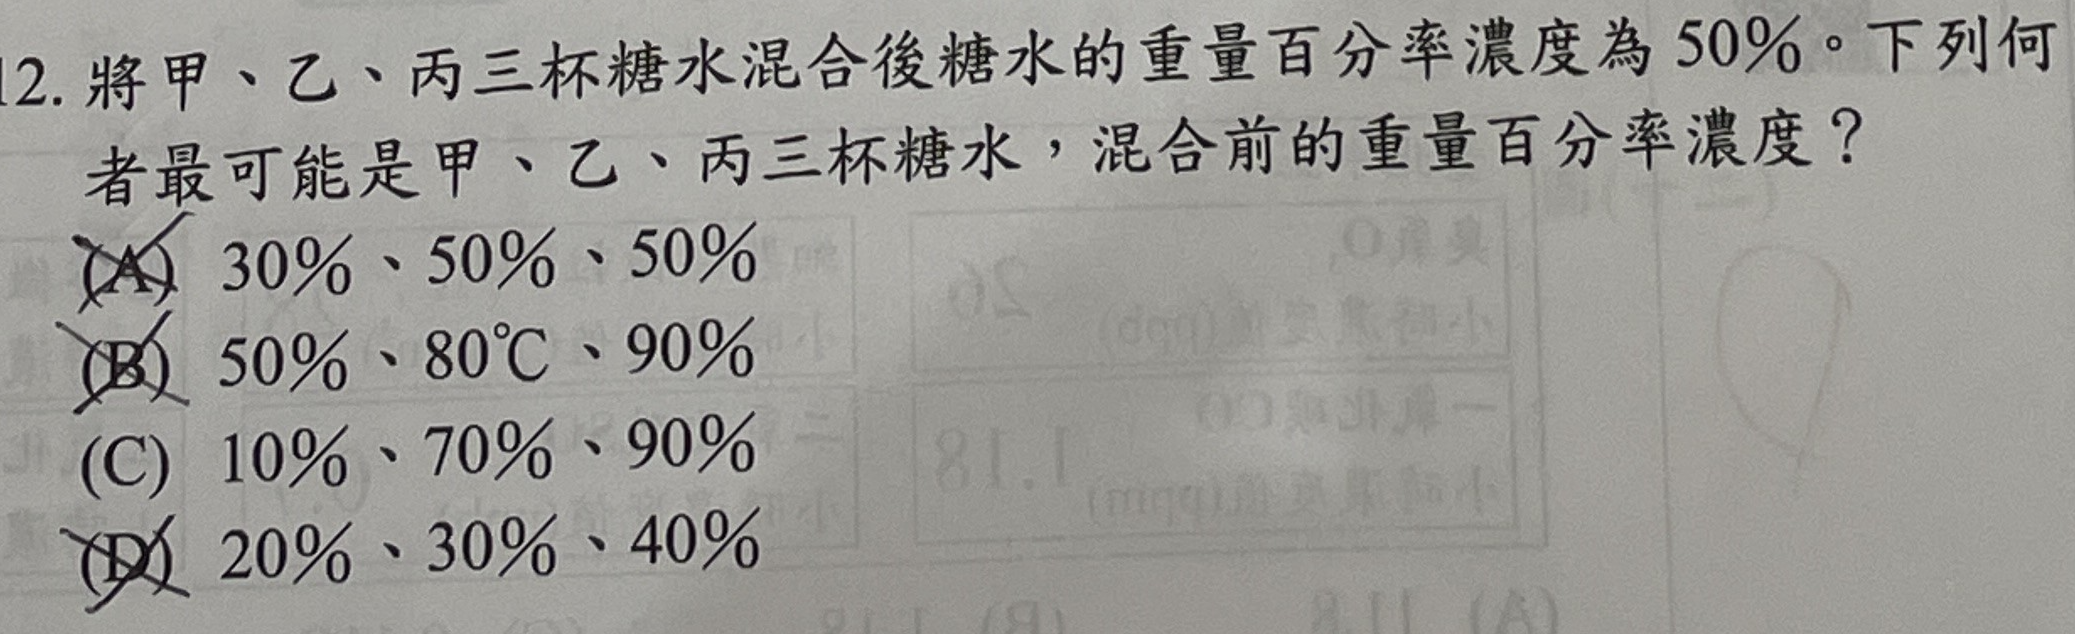 12. 將甲、乙、丙三杯糖水混合後糖水的重量百分率濃度為 50%。下列何
者最可能是甲、乙、丙三杯糖水，混合前的重量百分率濃度？
(A) 30%、50%、50%
(B) 50%、80℃、90%
(C) 10%、70%、90%
(D) 20%、30%、40%